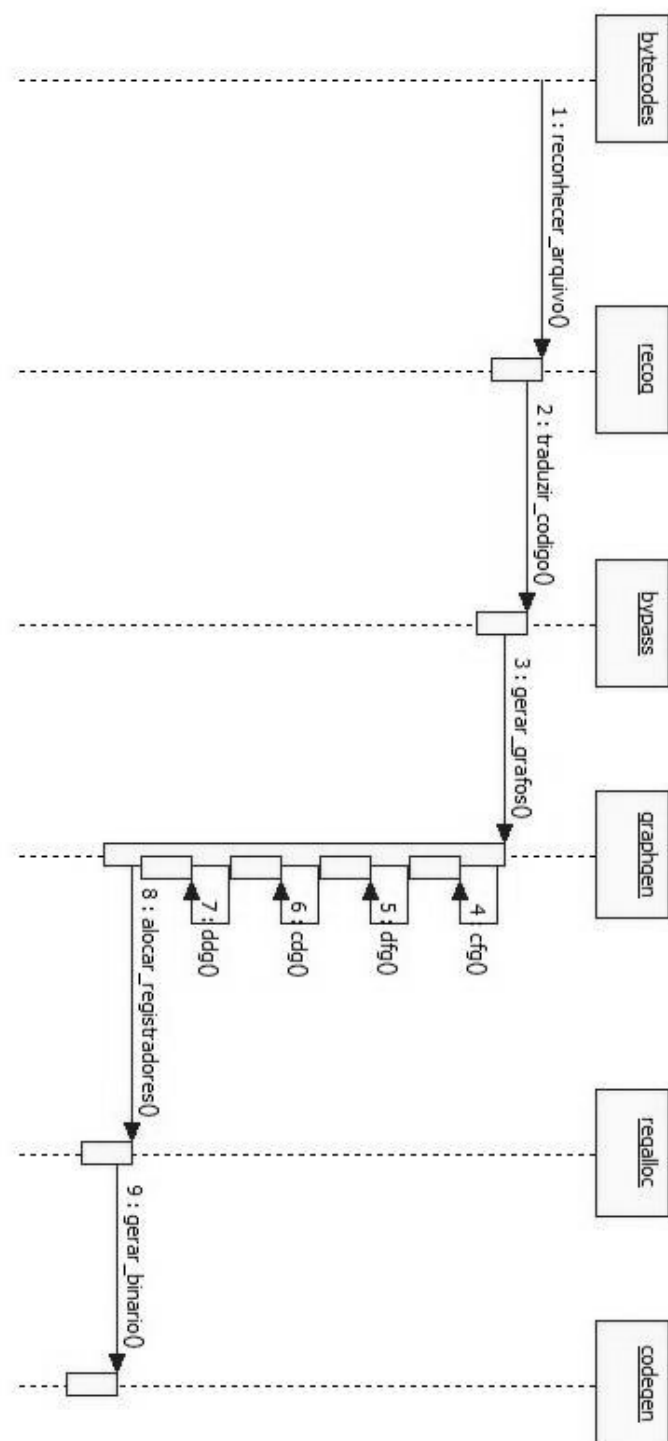 bytecodes
recog
bypass
graphgen
regalloc
codegen
1 : reconhecer_arquivo()
2 : traduzir_codigo()
3 : gerar_grafos()
4 : cfg()
5 : dfg()
6 : cdg()
7 : ddg()
8 : alocar_registradores()
9 : gerar_binario()